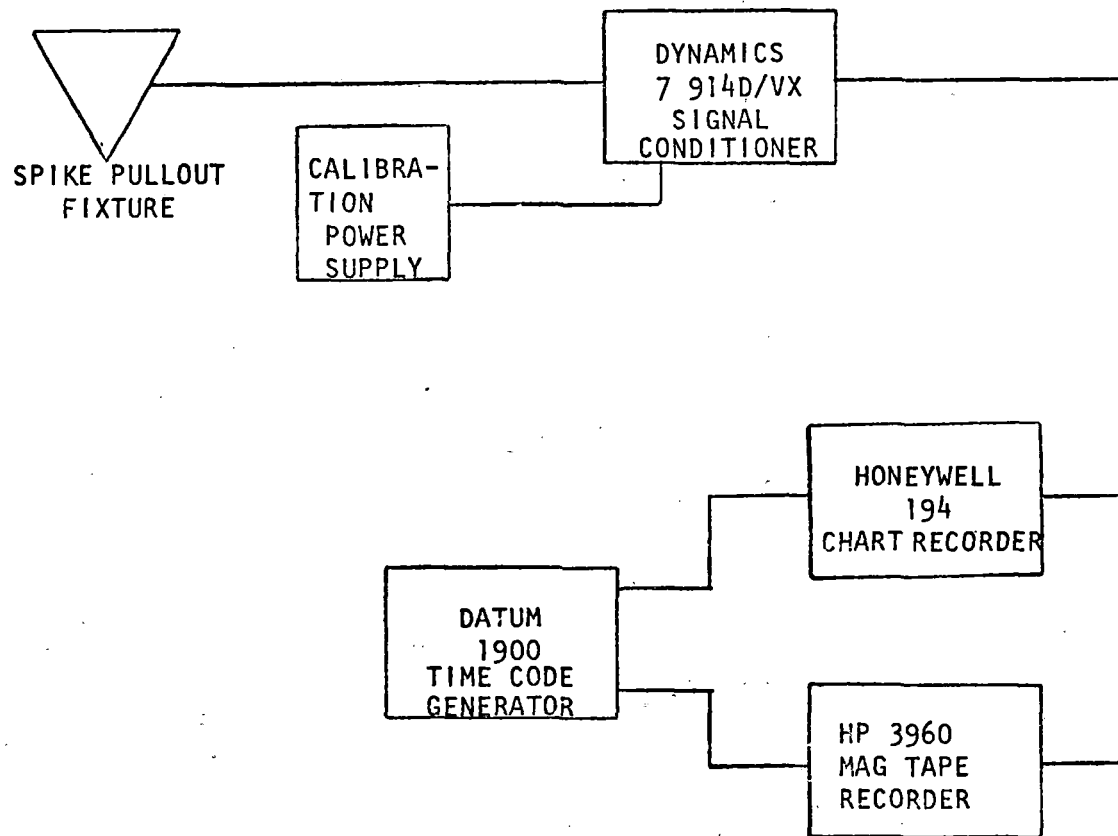 SPIKE PULLOUT
FIXTURE
CALIBRA-
TION
POWER
SUPPLY
DYNAMICS
7 914D/VX
SIGNAL
CONDITIONER
HONEYWELL
194
CHART RECORDER
DATUM
1900
TIME CODE
GENERATOR
HP 3960
MAG TAPE
RECORDER